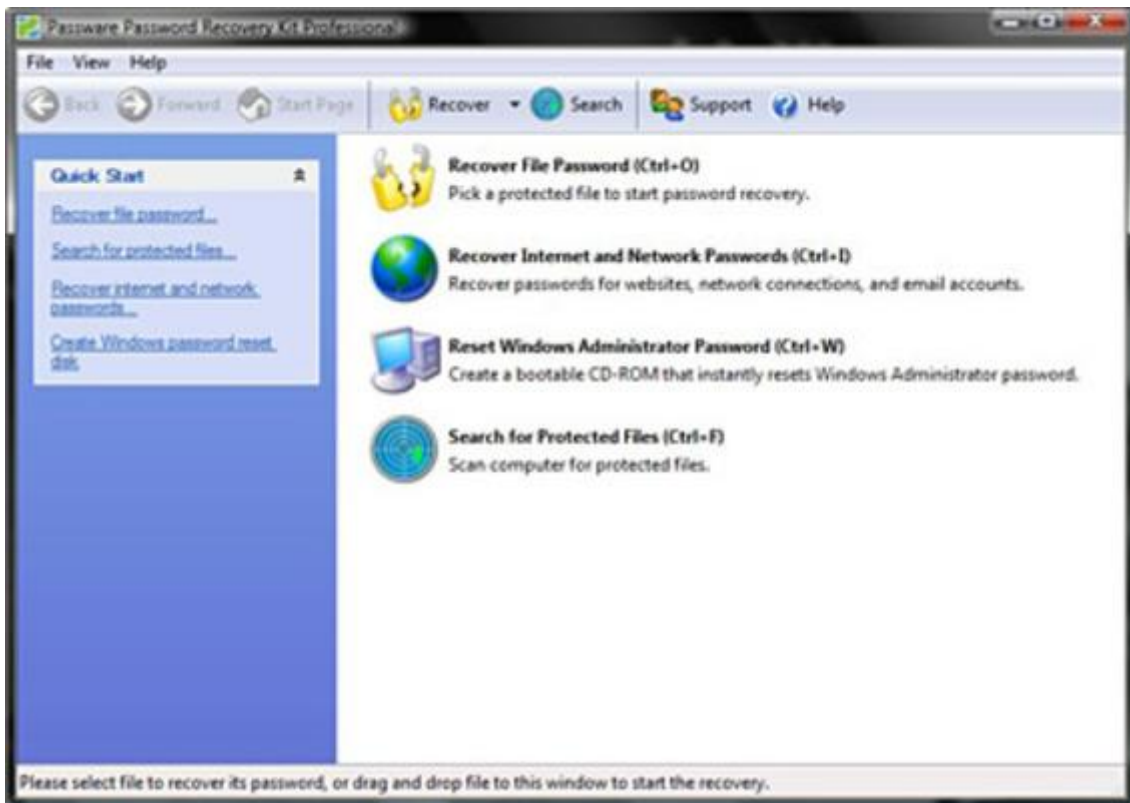 Passware Password Recovery Kit Professional
File View Help
Back Forward Start Page Recover Search Support Help
Quick Start
Recover file password...
Search for protected files...
Recover internet and network
passwords...
Create Windows password reset
disk
Recover File Password (Ctrl+O)
Pick a protected file to start password recovery.
Recover Internet and Network Passwords (Ctrl+I)
Recover passwords for websites, network connections, and email accounts.
Reset Windows Administrator Password (Ctrl+W)
Create a bootable CD-ROM that instantly resets Windows Administrator password.
Search for Protected Files (Ctrl+F)
Scan computer for protected files.
Please select file to recover its password, or drag and drop file to this window to start the recovery.